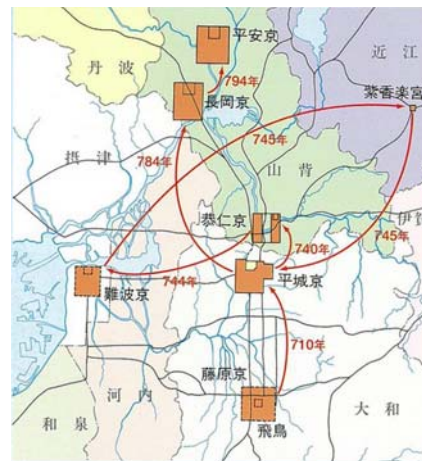 平安京
近江
丹波
794年
紫香楽宮
長岡京
745年
摂津
784年
山背
恭仁京
伊賀
740年
745年
744年
平城京
難波京
藤原京
710年
河内
大和
和泉
飛鳥